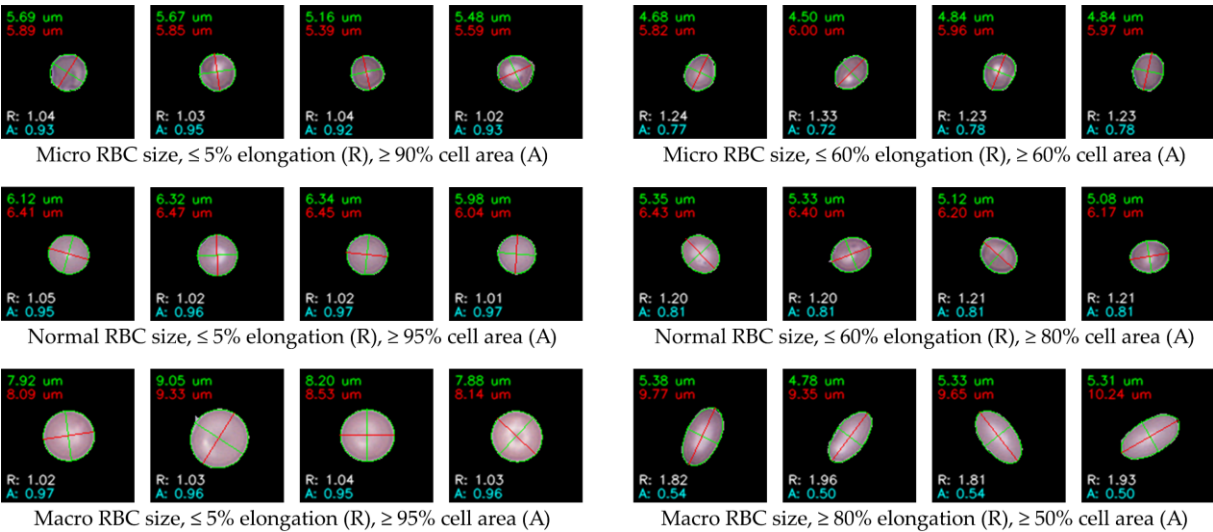 5.69 um 5.67 um 5.16 um 5.48 um 4.68 um 4.50 um 4.84 um 4.84 um
5.89 um 5.85 um 5.39 um 5.59 um 5.82 um 6.00 um 5.96 um 5.97 um
R: 1.04 R: 1.03 R: 1.04 R: 1.02 R: 1.24 R: 1.33 R: 1.23 R: 1.23
A: 0.93 A: 0.95 A: 0.92 A: 0.93 A: 0.77 A: 0.72 A: 0.78 A: 0.78
Micro RBC size, ≤ 5% elongation (R), ≥ 90% cell area (A) Micro RBC size, ≤ 60% elongation (R), ≥ 60% cell area (A)
6.12 um 6.32 um 6.34 um 5.98 um 5.35 um 5.33 um 5.12 um 5.08 um
6.41 um 6.47 um 6.45 um 6.04 um 6.43 um 6.40 um 6.20 um 6.17 um
R: 1.05 R: 1.02 R: 1.02 R: 1.01 R: 1.20 R: 1.20 R: 1.21 R: 1.21
A: 0.95 A: 0.96 A: 0.97 A: 0.97 A: 0.81 A: 0.81 A: 0.81 A: 0.81
Normal RBC size, ≤ 5% elongation (R), ≥ 95% cell area (A) Normal RBC size, ≤ 60% elongation (R), ≥ 80% cell area (A)
7.92 um 9.05 um 8.20 um 7.88 um 5.38 um 4.78 um 5.33 um 5.31 um
8.09 um 9.33 um 8.53 um 8.14 um 9.77 um 9.35 um 9.65 um 10.24 um
R: 1.02 R: 1.03 R: 1.04 R: 1.03 R: 1.82 R: 1.96 R: 1.81 R: 1.93
A: 0.97 A: 0.96 A: 0.95 A: 0.96 A: 0.54 A: 0.50 A: 0.54 A: 0.50
Macro RBC size, ≤ 5% elongation (R), ≥ 95% cell area (A) Macro RBC size, ≥ 80% elongation (R), ≥ 50% cell area (A)